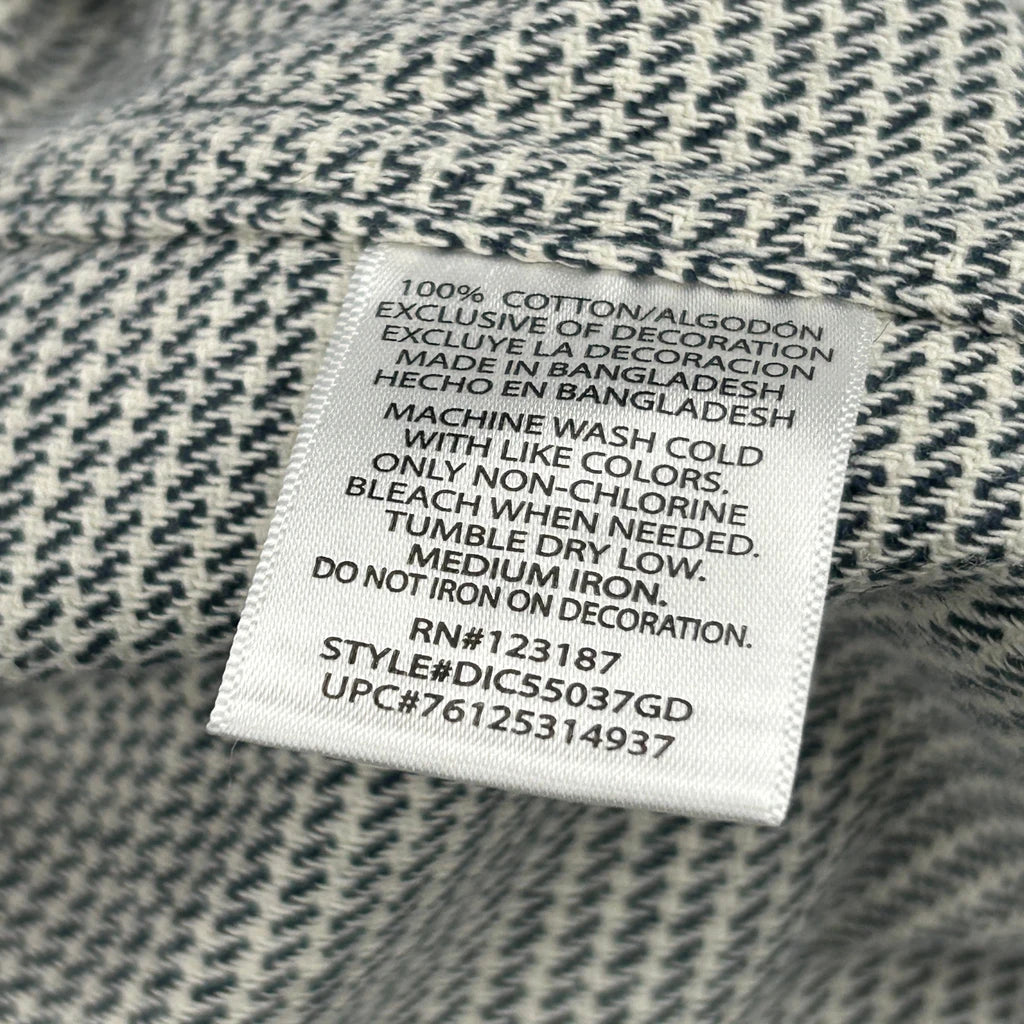 100% COTTON/ALGODÓN
EXCLUSIVE OF DECORATION
EXCLUYE LA DECORACION
MADE IN BANGLADESH
HECHO EN BANGLADESH
MACHINE WASH COLD
WITH LIKE COLORS.
ONLY NON-CHLORINE
BLEACH WHEN NEEDED.
TUMBLE DRY LOW.
MEDIUM IRON.
DO NOT IRON ON DECORATION.
RN#123187
STYLE#DIC55037GD
UPC#76125314937